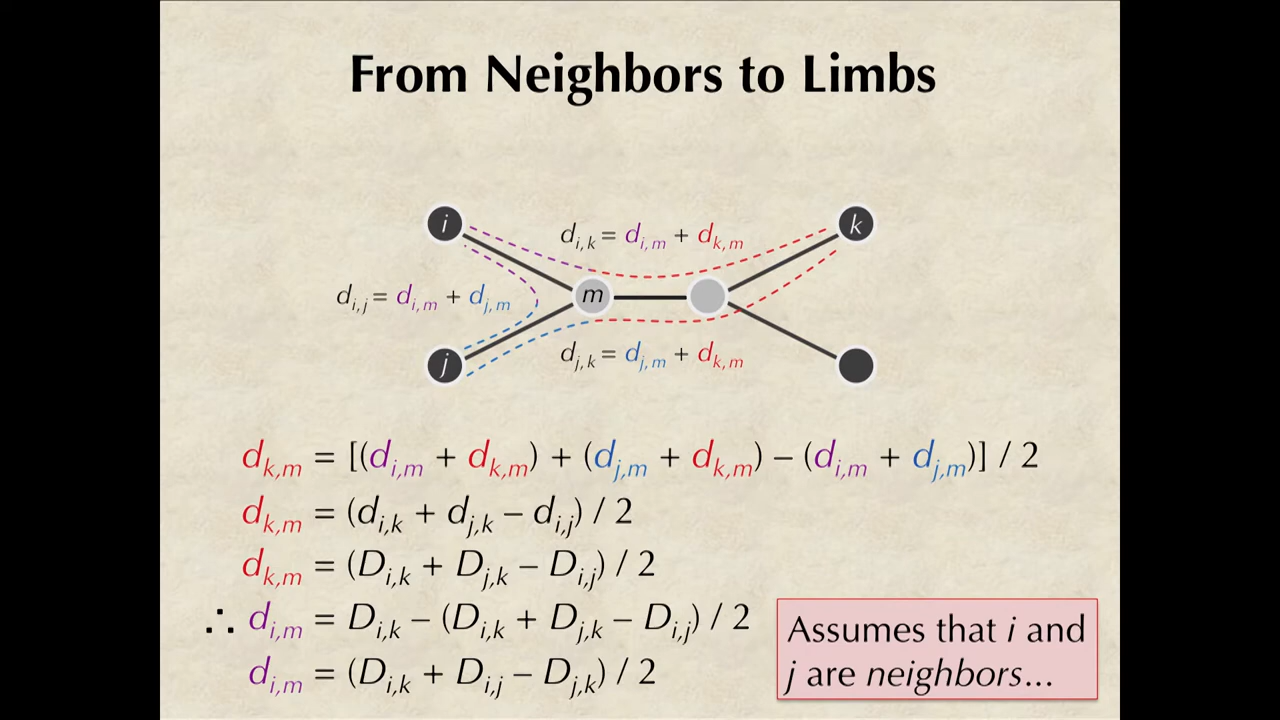 From Neighbors to Limbs
i
k
d_{i,k} = d_{i,m} + d_{k,m}
d_{i,j} = d_{i,m} + d_{j,m}
m
d_{j,k} = d_{j,m} + d_{k,m}
j
d_{k,m} = [(d_{i,m} + d_{k,m}) + (d_{j,m} + d_{k,m}) – (d_{i,m} + d_{j,m})] / 2
d_{k,m} = (d_{i,k} + d_{j,k} – d_{i,j}) / 2
d_{k,m} = (D_{i,k} + D_{j,k} – D_{i,j}) / 2
∴ d_{i,m} = D_{i,k} – (D_{i,k} + D_{j,k} – D_{i,j}) / 2
d_{i,m} = (D_{i,k} + D_{i,j} – D_{j,k}) / 2
Assumes that i and
j are neighbors...